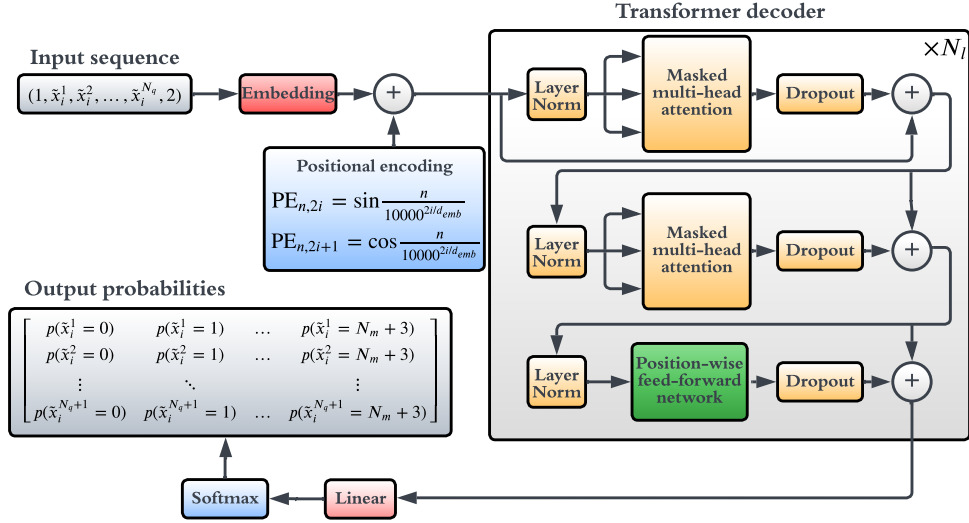 Transformer decoder
×N_l
Input sequence
(1, x̃_i^1, x̃_i^2, …, x̃_i^{N_q}, 2)
Embedding
+
Layer
Norm
Masked
multi-head
attention
Dropout
+
Positional encoding
PE_{n,2i} = sin n/10000^{2i/d_{emb}}
PE_{n,2i+1} = cos n/10000^{2i/d_{emb}}
Layer
Norm
Masked
multi-head
attention
Dropout
+
Layer
Norm
Position-wise
feed-forward
network
Dropout
+
Output probabilities
p(x̃_i^1 = 0) p(x̃_i^1 = 1) … p(x̃_i^1 = N_m + 3)
p(x̃_i^2 = 0) p(x̃_i^2 = 1) … p(x̃_i^2 = N_m + 3)
⋮ ⋱ ⋮
p(x̃_i^{N_q+1} = 0) p(x̃_i^{N_q+1} = 1) … p(x̃_i^{N_q+1} = N_m + 3)
Softmax
Linear